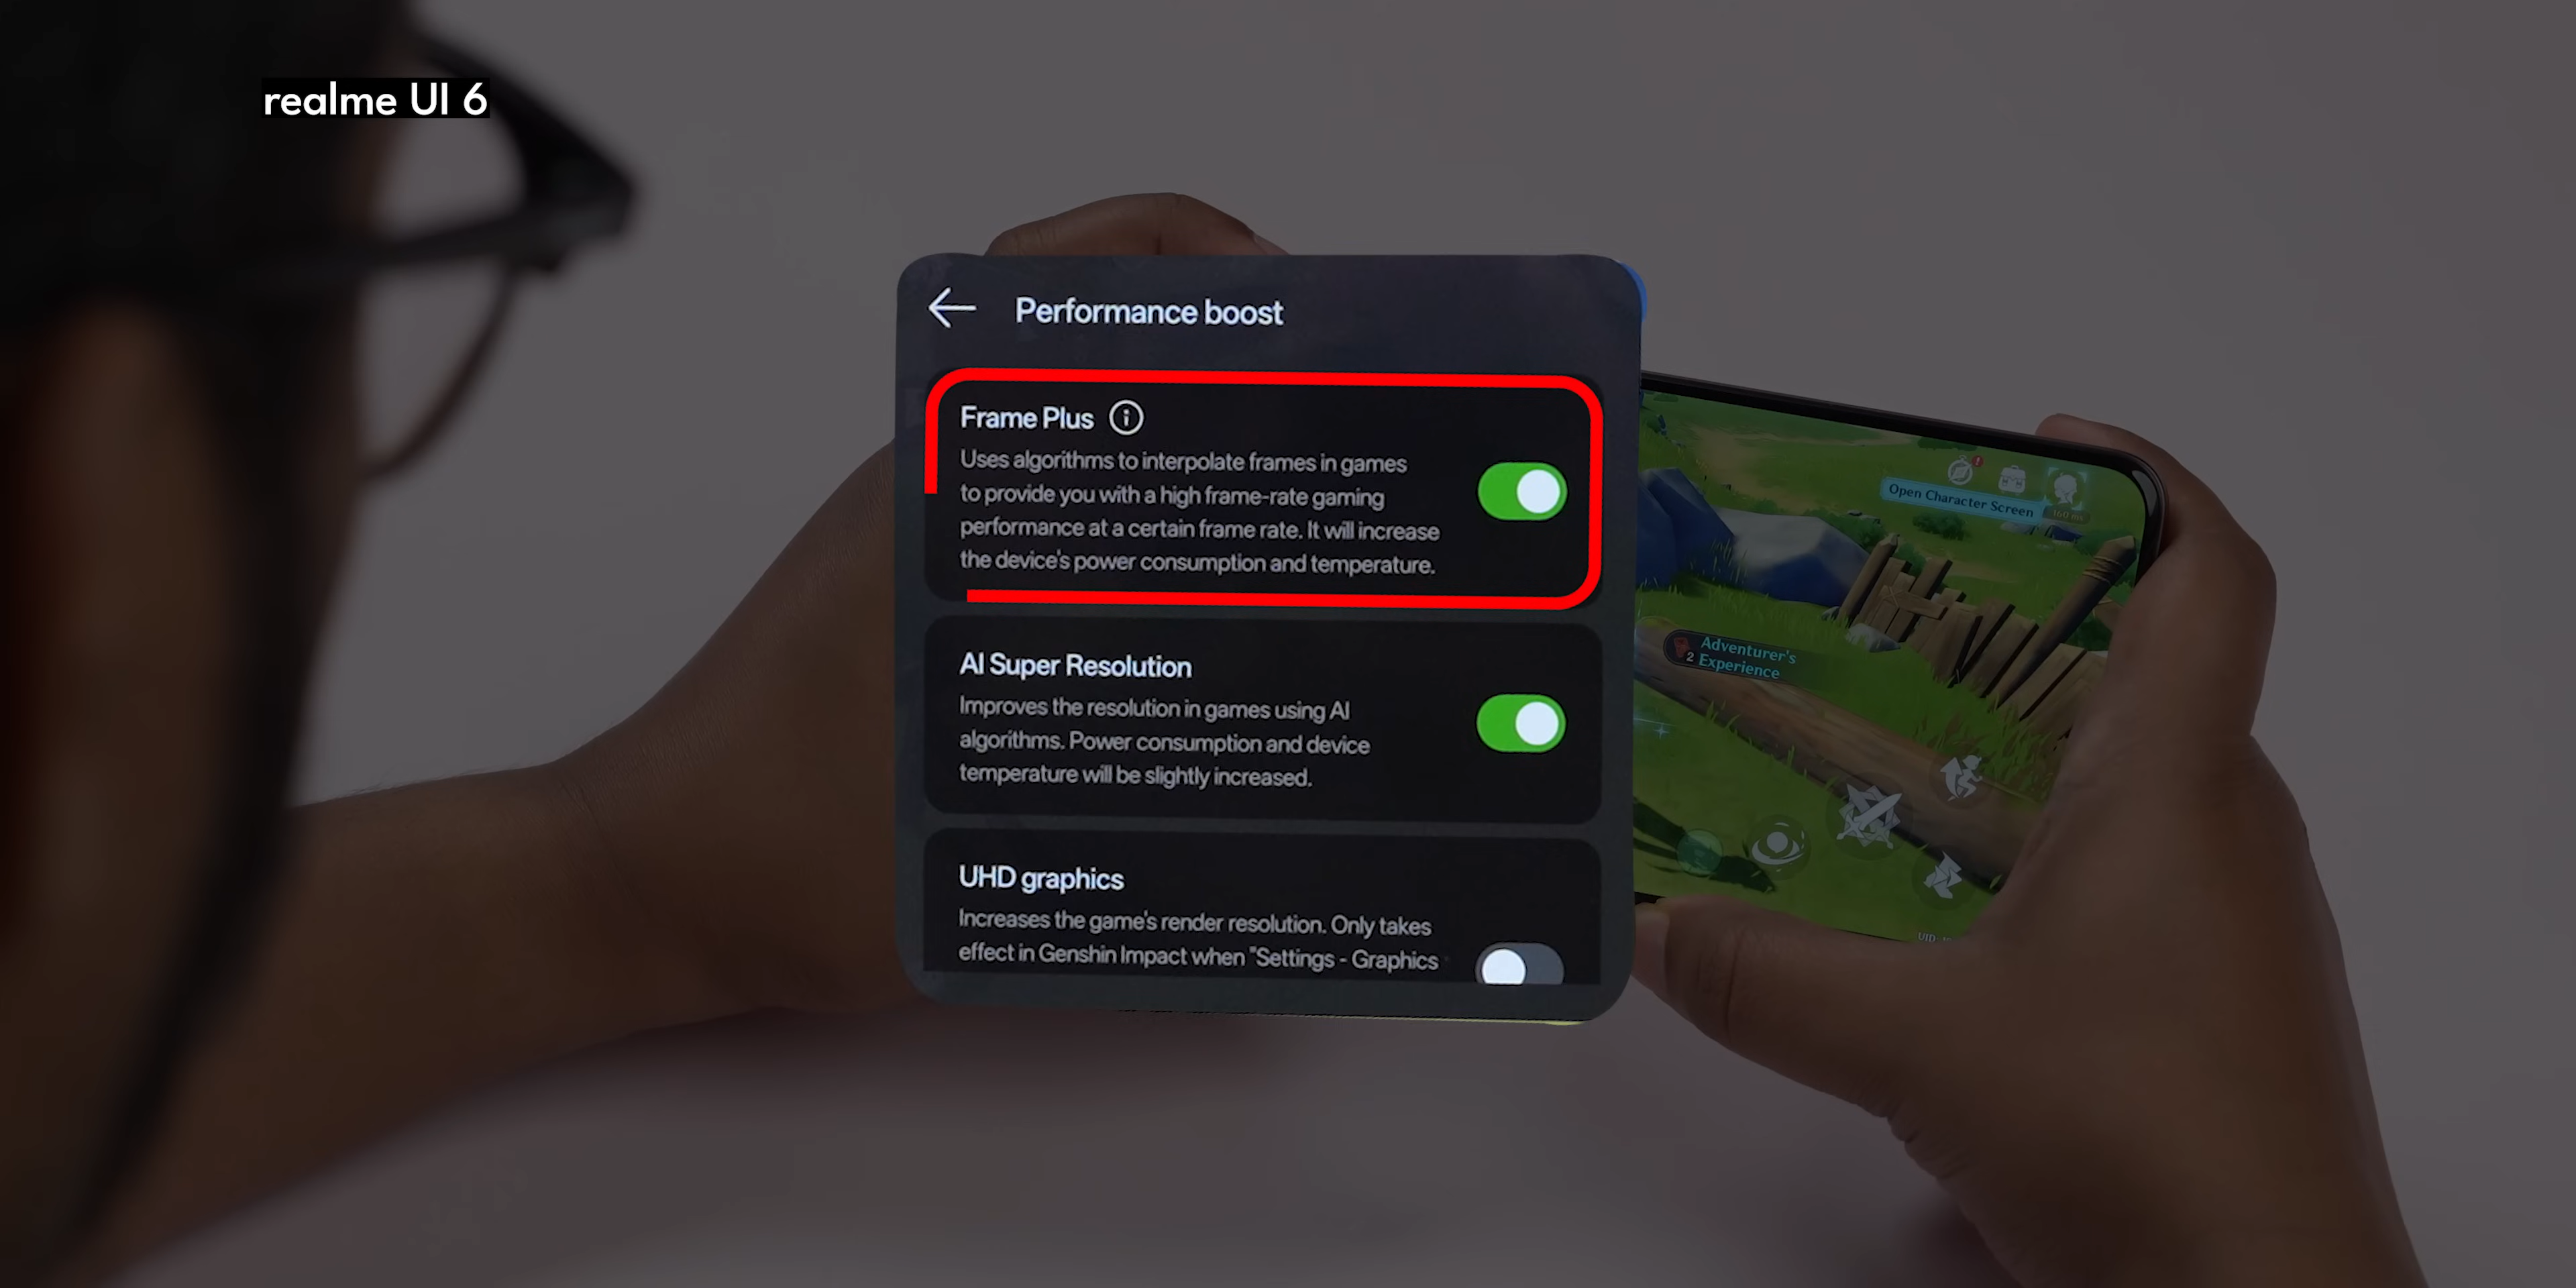 realme UI 6
Performance boost
Frame Plus
Uses algorithms to interpolate frames in games
to provide you with a high frame-rate gaming
performance at a certain frame rate. It will increase
the device's power consumption and temperature.
AI Super Resolution
Improves the resolution in games using AI
algorithms. Power consumption and device
temperature will be slightly increased.
UHD graphics
Increases the game's render resolution. Only takes
effect in Genshin Impact when "Settings - Graphics
Open Character Screen
160 ms
2 Adventurer's
Experience
UID